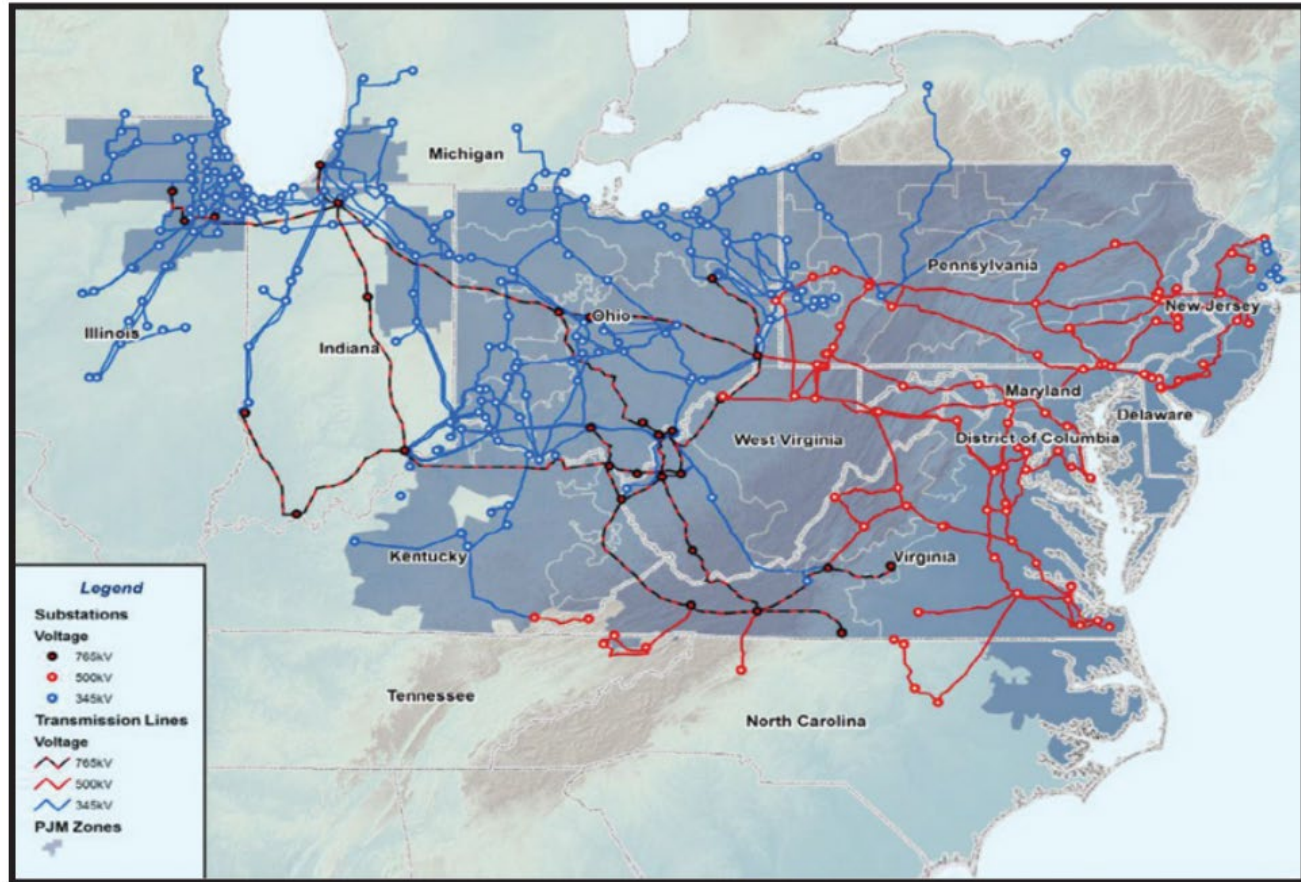 Michigan
Pennsylvania
New Jersey
Illinois
Ohio
Indiana
Maryland
Delaware
West Virginia
District of Columbia
Kentucky
Virginia
Tennessee
North Carolina
Legend
Substations
Voltage
765kV
500kV
345kV
Transmission Lines
Voltage
765kV
500kV
345kV
PJM Zones